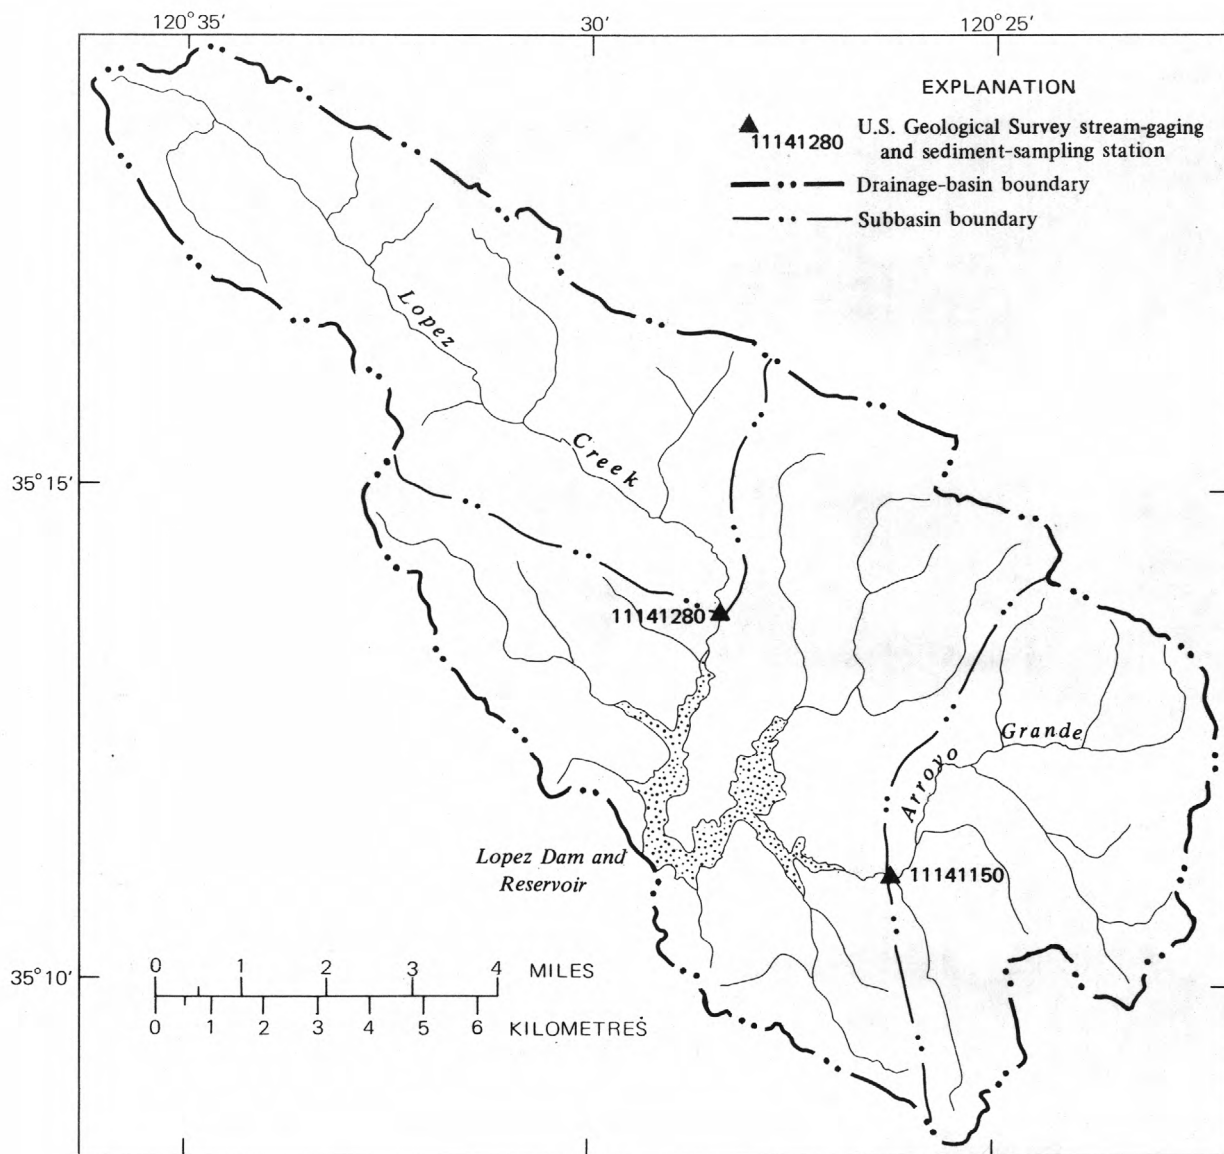 120° 35′
30′
120° 25′
EXPLANATION
11141280
U.S. Geological Survey stream-gaging
and sediment-sampling station
Drainage-basin boundary
Subbasin boundary
Lopez
Creek
35° 15′
11141280
Arroyo
Grande
Lopez Dam and
Reservoir
11141150
35° 10′
0 1 2 3 4 MILES
0 1 2 3 4 5 6 KILOMETRES